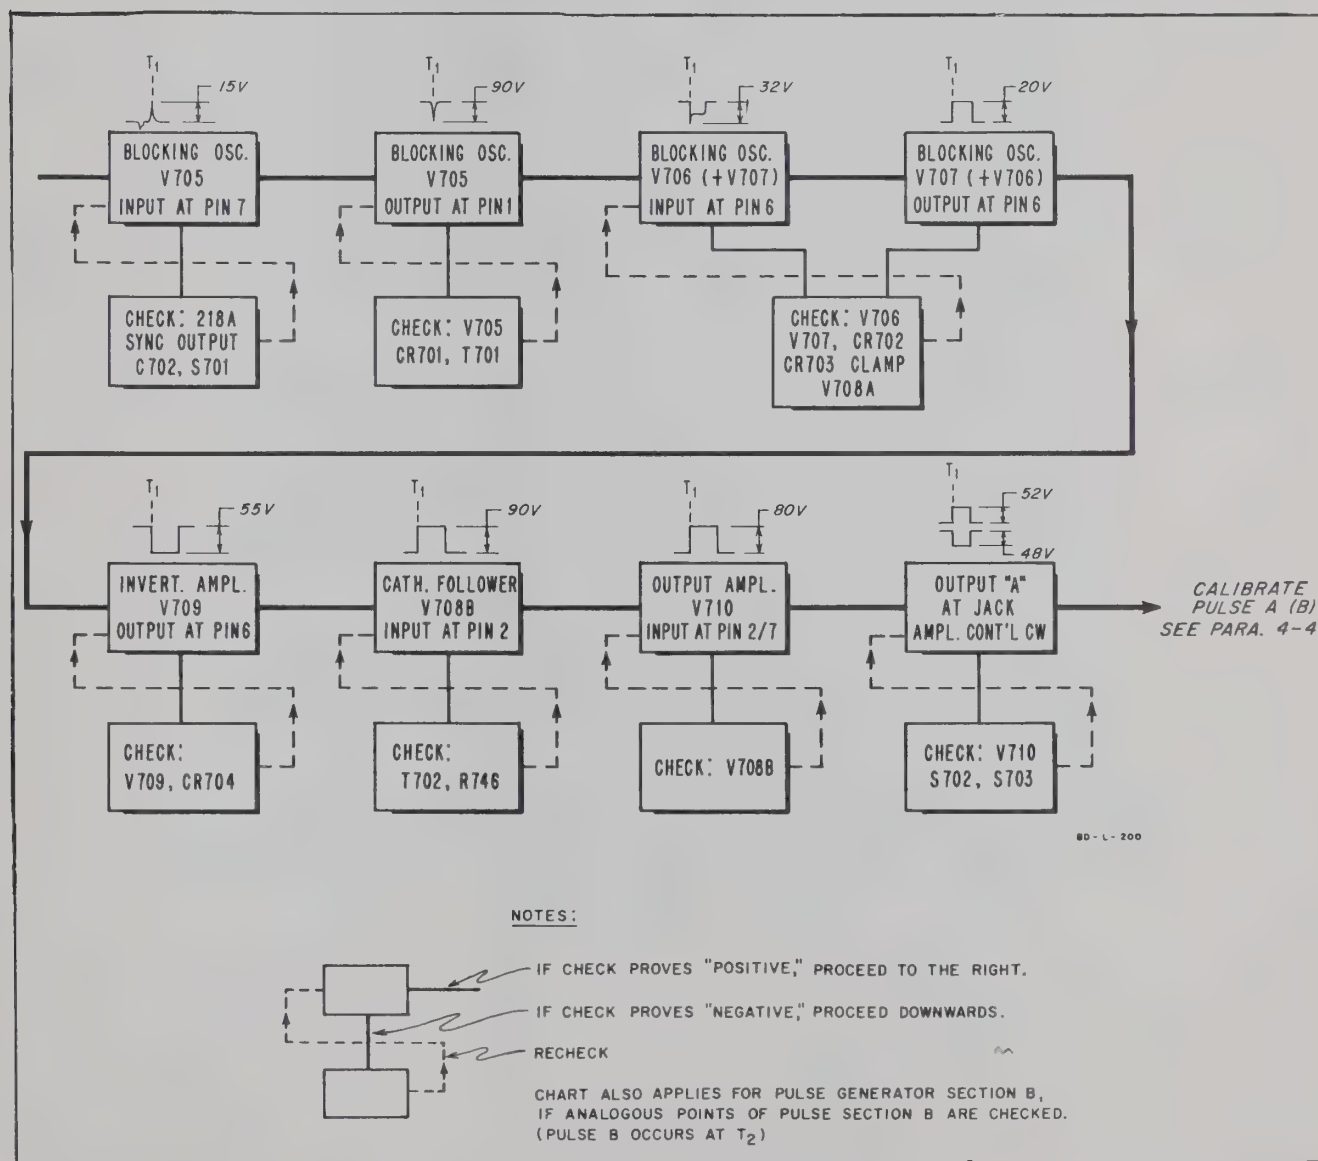 T1
15V
BLOCKING OSC.
V705
INPUT AT PIN 7
CHECK: 218A
SYNC OUTPUT
C702, S701
T1
90V
BLOCKING OSC.
V705
OUTPUT AT PIN 1
CHECK: V705
CR701, T701
T1
32V
BLOCKING OSC.
V706 (+V707)
INPUT AT PIN 6
T1
20V
BLOCKING OSC.
V707 (+V706)
OUTPUT AT PIN 6
CHECK: V706
V707, CR702
CR703 CLAMP
V708A
T1
55V
INVERT. AMPL.
V709
OUTPUT AT PIN 6
CHECK:
V709, CR704
T1
90V
CATH. FOLLOWER
V708B
INPUT AT PIN 2
CHECK:
T702, R746
T1
80V
OUTPUT AMPL.
V710
INPUT AT PIN 2/7
CHECK: V708B
T1
52V
48V
OUTPUT "A"
AT JACK
AMPL. CONT'L CW
CHECK: V710
S702, S703
CALIBRATE
PULSE A (B)
SEE PARA. 4-4
BD-L-200
NOTES:
IF CHECK PROVES "POSITIVE," PROCEED TO THE RIGHT.
IF CHECK PROVES "NEGATIVE," PROCEED DOWNWARDS.
RECHECK
CHART ALSO APPLIES FOR PULSE GENERATOR SECTION B,
IF ANALOGOUS POINTS OF PULSE SECTION B ARE CHECKED.
(PULSE B OCCURS AT T2)